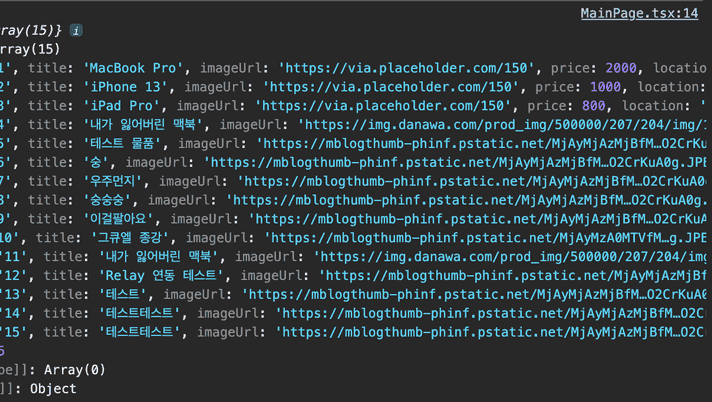 MainPage.tsx:14
rray(15)} i
rray(15)
1', title: 'MacBook Pro', imageUrl: 'https://via.placeholder.com/150', price: 2000, locatio
2', title: 'iPhone 13', imageUrl: 'https://via.placeholder.com/150', price: 1000, location:
3', title: 'iPad Pro', imageUrl: 'https://via.placeholder.com/150', price: 800, location: '
4', title: '내가 잃어버린 맥북', imageUrl: 'https://img.danawa.com/prod_img/500000/207/204/img/1
5', title: '테스트 물품', imageUrl: 'https://mblogthumb-phinf.pstatic.net/MjAyMjAzMjBfM…O2CrKu
6', title: '숭', imageUrl: 'https://mblogthumb-phinf.pstatic.net/MjAyMjAzMjBfM…O2CrKuA0g.JPE
7', title: '우주먼지', imageUrl: 'https://mblogthumb-phinf.pstatic.net/MjAyMjAzMjBfM…O2CrKuA0
8', title: '숭숭숭', imageUrl: 'https://mblogthumb-phinf.pstatic.net/MjAyMjAzMjBfM…O2CrKuA0g.
9', title: '이걸팔아요', imageUrl: 'https://mblogthumb-phinf.pstatic.net/MjAyMjAzMjBfM…O2CrKuA
10', title: '그큐엘 종강', imageUrl: 'https://mblogthumb-phinf.pstatic.net/MjAyMzA0MTVfM…g.JPE
'11', title: '내가 잃어버린 맥북', imageUrl: 'https://img.danawa.com/prod_img/500000/207/204/img
'12', title: 'Relay 연동 테스트', imageUrl: 'https://mblogthumb-phinf.pstatic.net/MjAyMjAzMjBf
'13', title: '테스트', imageUrl: 'https://mblogthumb-phinf.pstatic.net/MjAyMjAzMjBfM…O2CrKuA0
'14', title: '테스트테스트', imageUrl: 'https://mblogthumb-phinf.pstatic.net/MjAyMjAzMjBfM…O2Cr
'15', title: '테스트테스트', imageUrl: 'https://mblogthumb-phinf.pstatic.net/MjAyMjAzMjBfM…O2Cr
5
pe]]: Array(0)
]]: Object